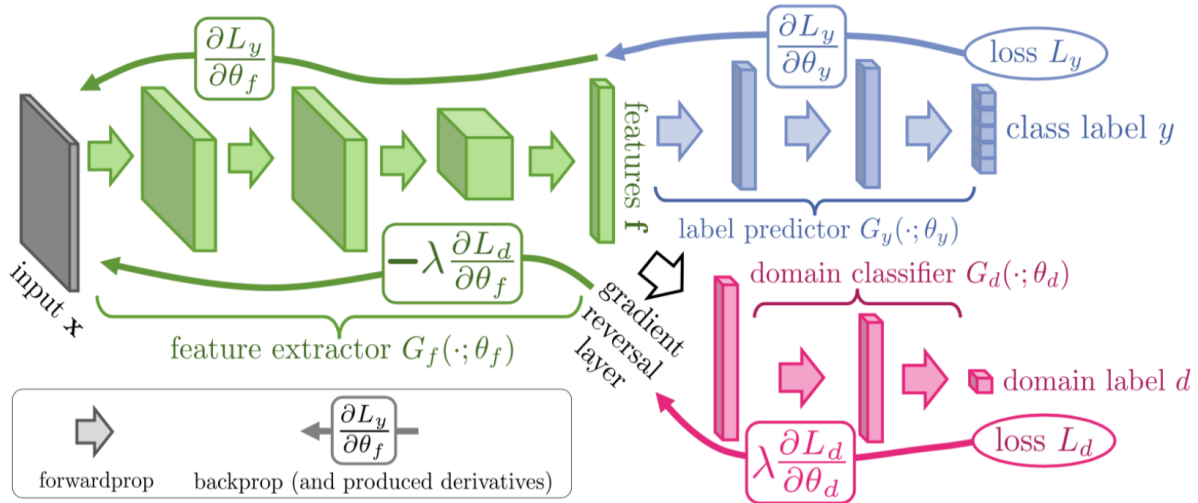 ∂L_y/∂θ_f
∂L_y/∂θ_y
loss L_y
features f
class label y
label predictor G_y(·;θ_y)
input x
−λ ∂L_d/∂θ_f
gradient
reversal
layer
domain classifier G_d(·;θ_d)
feature extractor G_f(·;θ_f)
domain label d
∂L_y/∂θ_f
forwardprop
backprop (and produced derivatives)
λ ∂L_d/∂θ_d
loss L_d